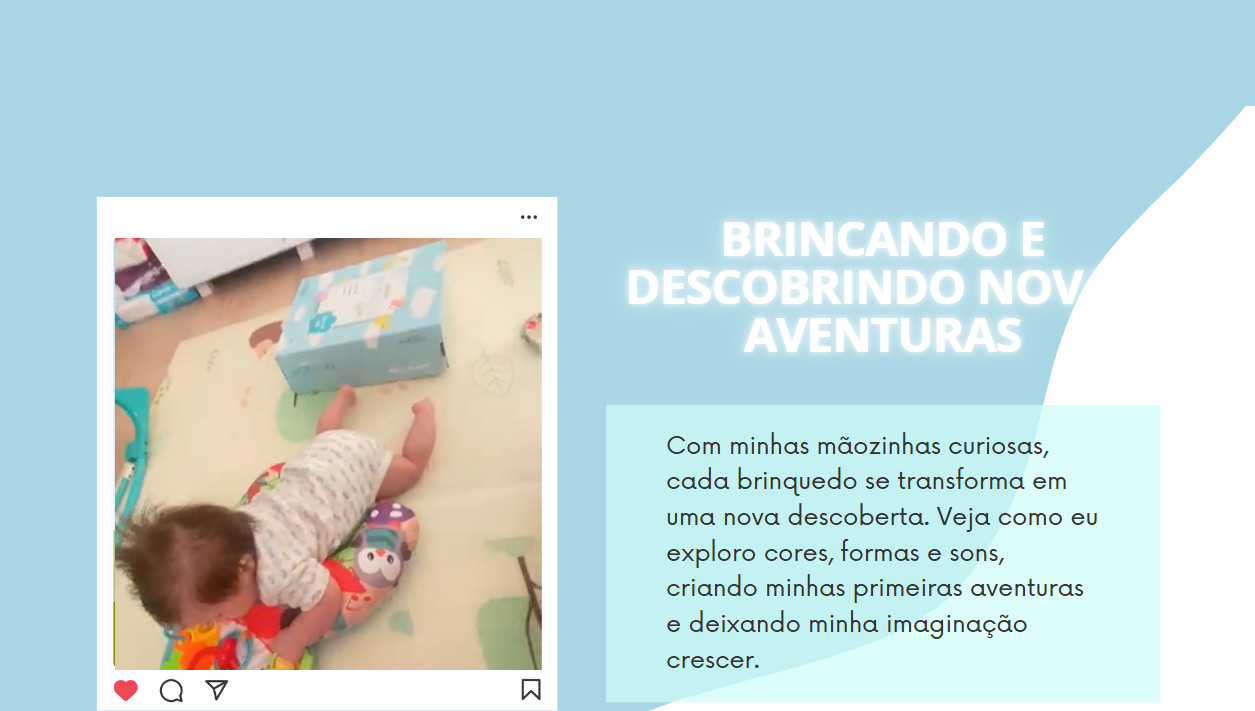 BRINCANDO E
DESCOBRINDO NOV
AVENTURAS
Com minhas mãozinhas curiosas,
cada brinquedo se transforma em
uma nova descoberta. Veja como eu
exploro cores, formas e sons,
criando minhas primeiras aventuras
e deixando minha imaginação
crescer.